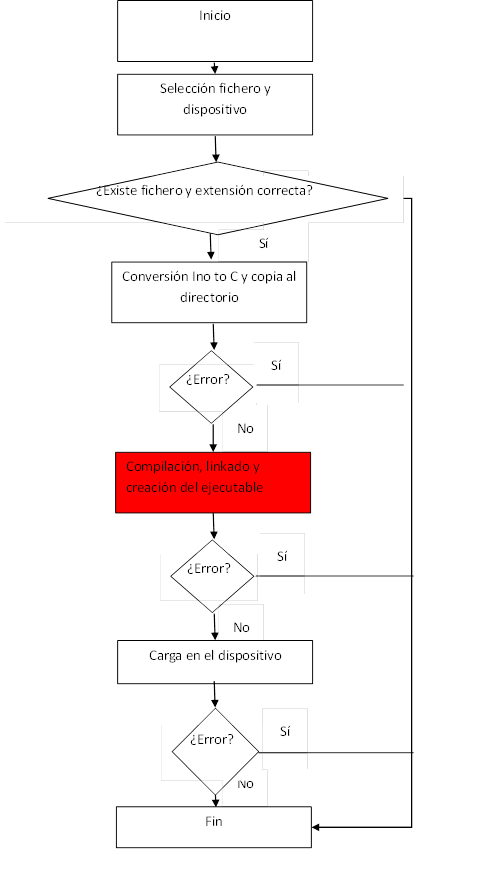 Inicio
Selección fichero y
dispositivo
¿Existe fichero y extensión correcta?
Sí
Conversión Ino to C y copia al
directorio
¿Error?
Sí
No
Compilación, linkado y
creación del ejecutable
¿Error?
Sí
No
Carga en el dispositivo
¿Error?
Sí
No
Fin